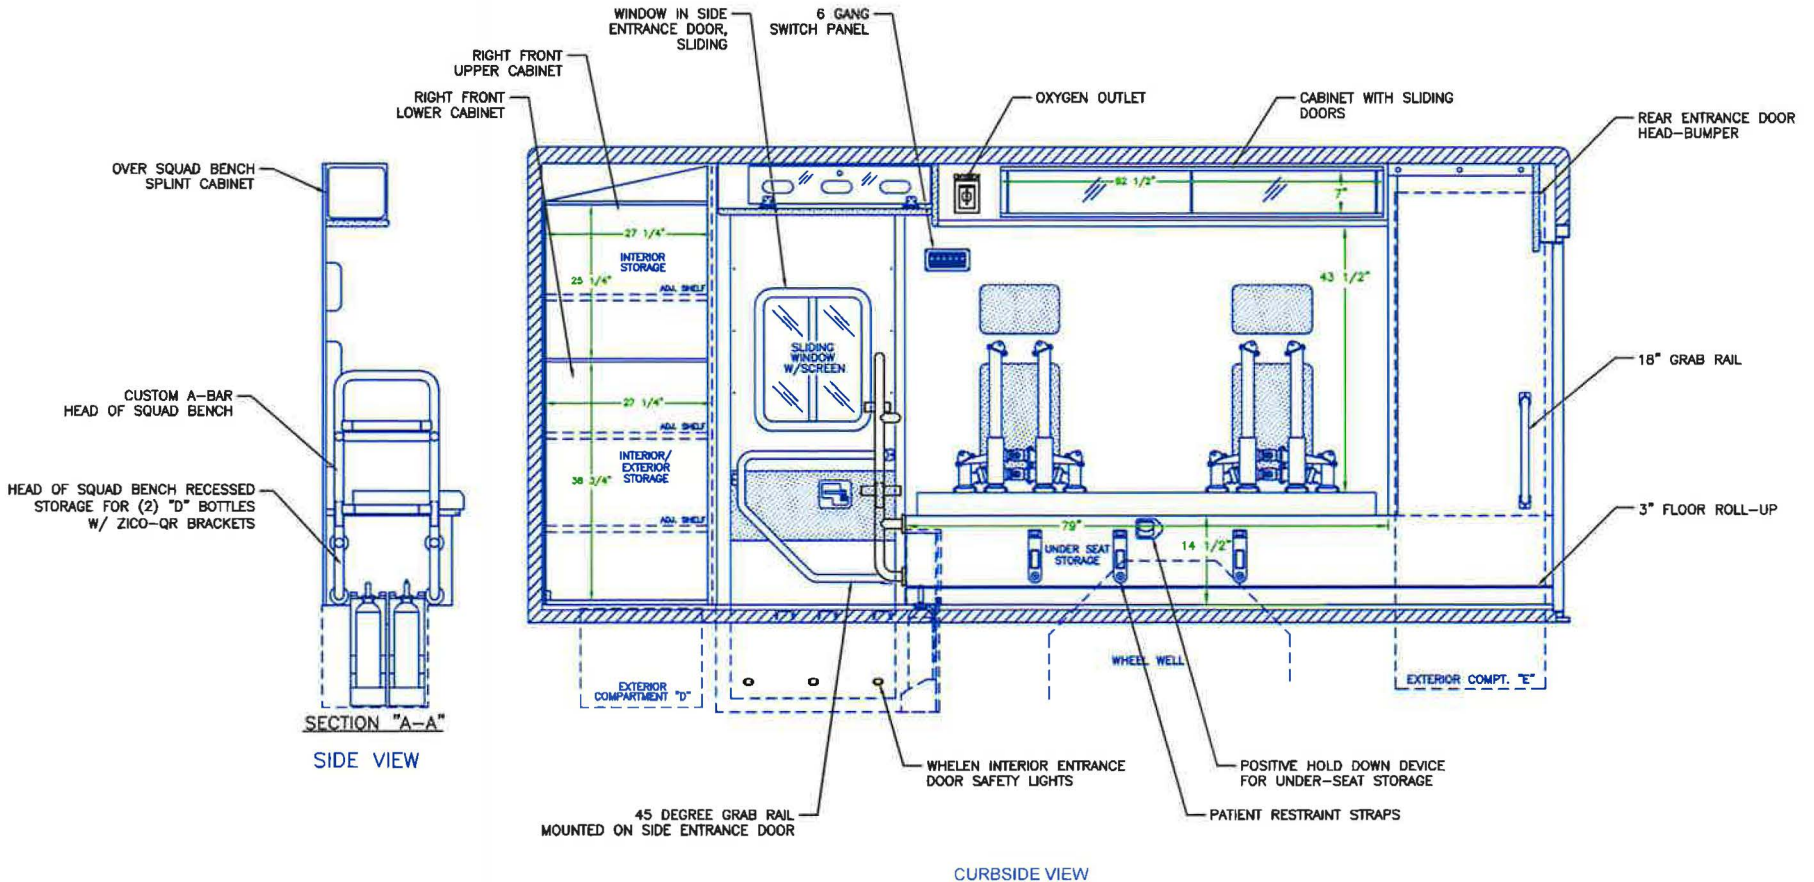 WINDOW IN SIDE
ENTRANCE DOOR,
SLIDING
6 GANG
SWITCH PANEL
RIGHT FRONT
UPPER CABINET
RIGHT FRONT
LOWER CABINET
OXYGEN OUTLET
CABINET WITH SLIDING
DOORS
REAR ENTRANCE DOOR
HEAD-BUMPER
OVER SQUAD BENCH
SPLINT CABINET
62 1/2"
7"
27 1/4"
INTERIOR
STORAGE
25 1/4"
ADJ. SHELF
43 1/2"
SLIDING
WINDOW
W/SCREEN
18" GRAB RAIL
CUSTOM A-BAR
HEAD OF SQUAD BENCH
27 1/4"
ADJ. SHELF
INTERIOR/
EXTERIOR
STORAGE
38 3/4"
HEAD OF SQUAD BENCH RECESSED
STORAGE FOR (2) "D" BOTTLES
W/ ZICO-QR BRACKETS
ADJ. SHELF
3" FLOOR ROLL-UP
79"
UNDER SEAT
STORAGE
14 1/2"
WHEEL WELL
EXTERIOR COMPT. "E"
EXTERIOR
COMPARTMENT "D"
SECTION "A-A"
SIDE VIEW
WHELEN INTERIOR ENTRANCE
DOOR SAFETY LIGHTS
POSITIVE HOLD DOWN DEVICE
FOR UNDER-SEAT STORAGE
45 DEGREE GRAB RAIL
MOUNTED ON SIDE ENTRANCE DOOR
PATIENT RESTRAINT STRAPS
CURBSIDE VIEW